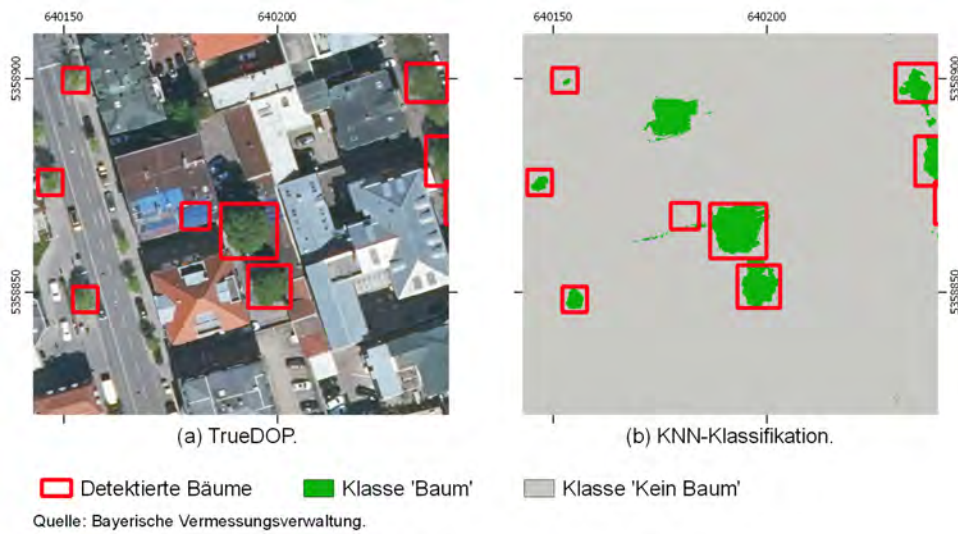 640150 640200 640150 640200
5358900 5358900
5358850 5358850
(a) TrueDOP. (b) KNN-Klassifikation.
Detektierte Bäume Klasse 'Baum' Klasse 'Kein Baum'
Quelle: Bayerische Vermessungsverwaltung.